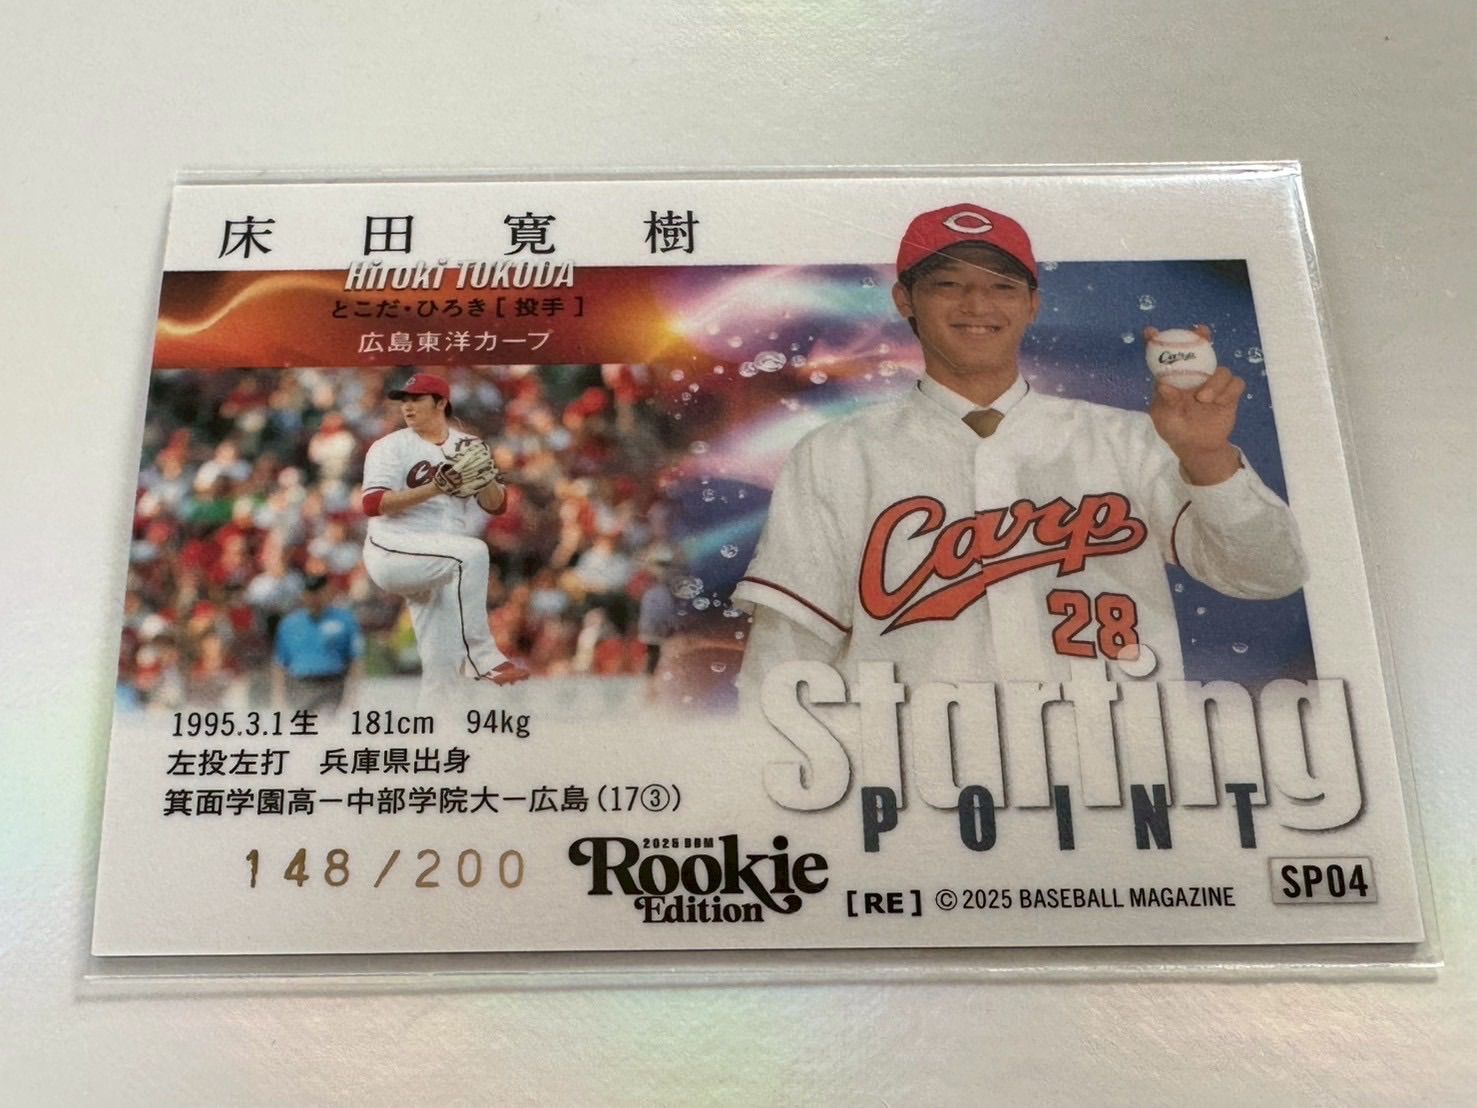 床田寛樹
Hiroki TOKODA
とこだ・ひろき [ 投手 ]
広島東洋カープ
Carp
Carp
28
Starting
POINT
1995.3.1生 181cm 94kg
左投左打 兵庫県出身
箕面学園高ー中部学院大ー広島(17③)
148/200
2025 BBM
Rookie
Edition
[RE] ©2025 BASEBALL MAGAZINE
SP04